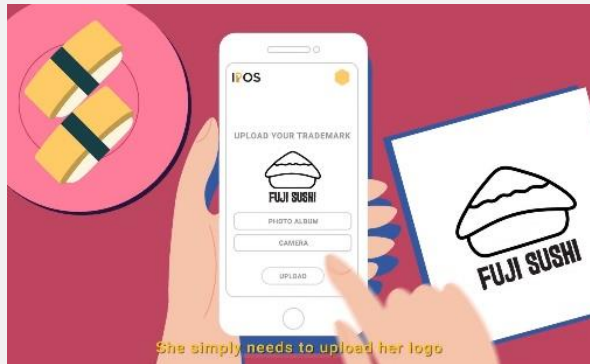 IPOS
UPLOAD YOUR TRADEMARK
FUJI SUSHI
PHOTO ALBUM
CAMERA
UPLOAD
FUJI SUSHI
She simply needs to upload her logo